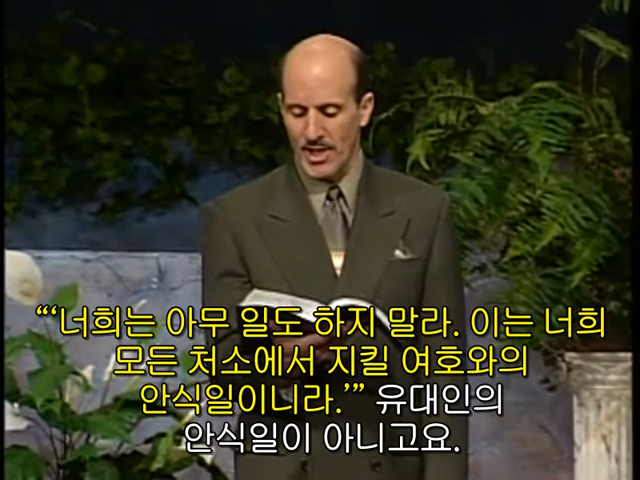 “‘너희는 아무 일도 하지 말라. 이는 너희
모든 처소에서 지킬 여호와의
안식일이니라.’” 유대인의
안식일이 아니고요.